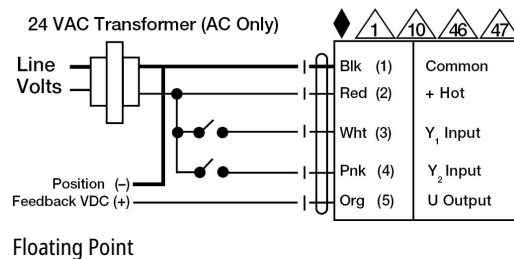 24 VAC Transformer (AC Only)
1 10 46 47
Line
Volts
Blk (1) Common
Red (2) + Hot
Wht (3) Y1 Input
Pnk (4) Y2 Input
Position (–)
Feedback VDC (+)
Org (5) U Output
Floating Point